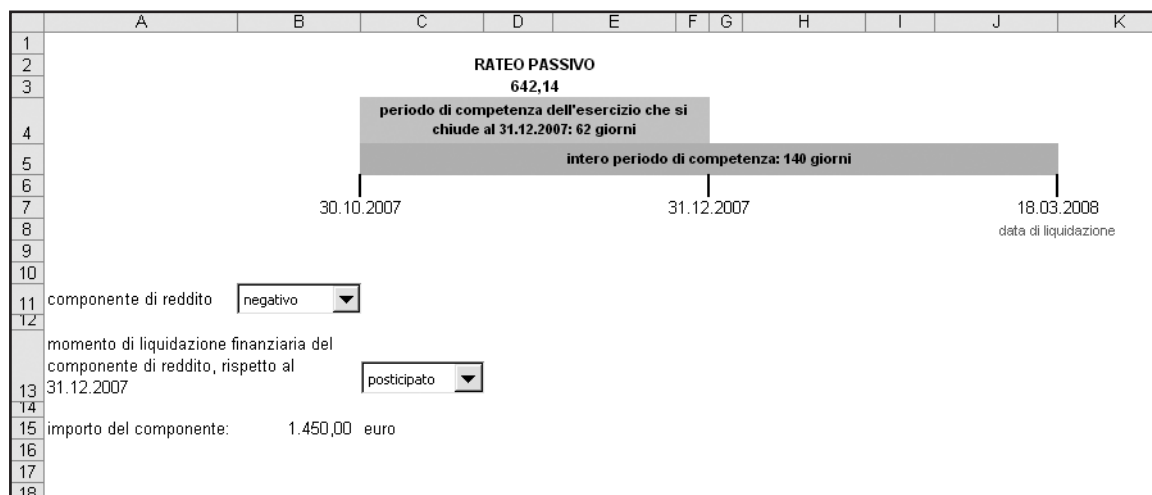 A B C D E F G H I J K
1
2 RATEO PASSIVO
3 642,14
periodo di competenza dell'esercizio che si
4 chiude al 31.12.2007: 62 giorni
5 intero periodo di competenza: 140 giorni
6
7 30.10.2007 31.12.2007 18.03.2008
8 data di liquidazione
9
10
11 componente di reddito negativo
12
momento di liquidazione finanziaria del
componente di reddito, rispetto al
13 31.12.2007 posticipato
14
15 importo del componente: 1.450,00 euro
16
17
18